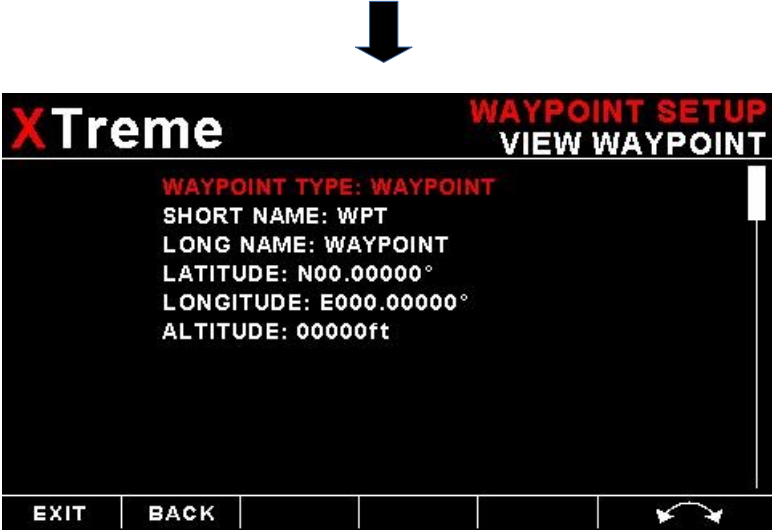 XTreme
WAYPOINT SETUP
VIEW WAYPOINT
WAYPOINT TYPE: WAYPOINT
SHORT NAME: WPT
LONG NAME: WAYPOINT
LATITUDE: N00.00000°
LONGITUDE: E000.00000°
ALTITUDE: 00000ft
EXIT BACK